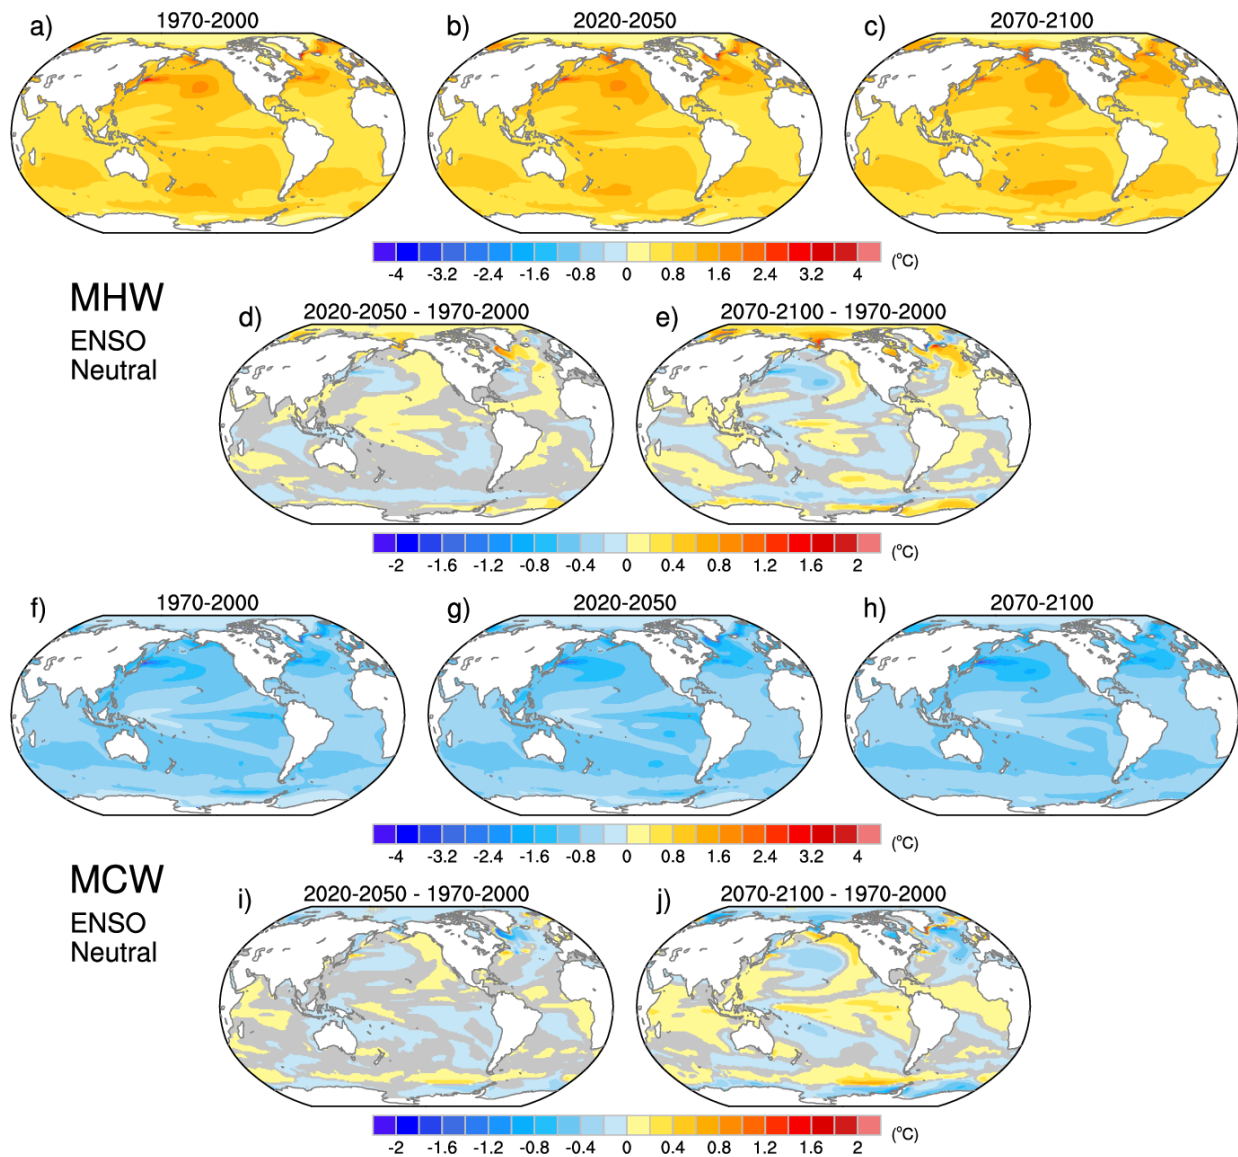 a) 1970-2000 b) 2020-2050 c) 2070-2100
-4 -3.2 -2.4 -1.6 -0.8 0 0.8 1.6 2.4 3.2 4 (°C)
MHW
ENSO
Neutral
d) 2020-2050 - 1970-2000 e) 2070-2100 - 1970-2000
-2 -1.6 -1.2 -0.8 -0.4 0 0.4 0.8 1.2 1.6 2 (°C)
f) 1970-2000 g) 2020-2050 h) 2070-2100
-4 -3.2 -2.4 -1.6 -0.8 0 0.8 1.6 2.4 3.2 4 (°C)
MCW
ENSO
Neutral
i) 2020-2050 - 1970-2000 j) 2070-2100 - 1970-2000
-2 -1.6 -1.2 -0.8 -0.4 0 0.4 0.8 1.2 1.6 2 (°C)